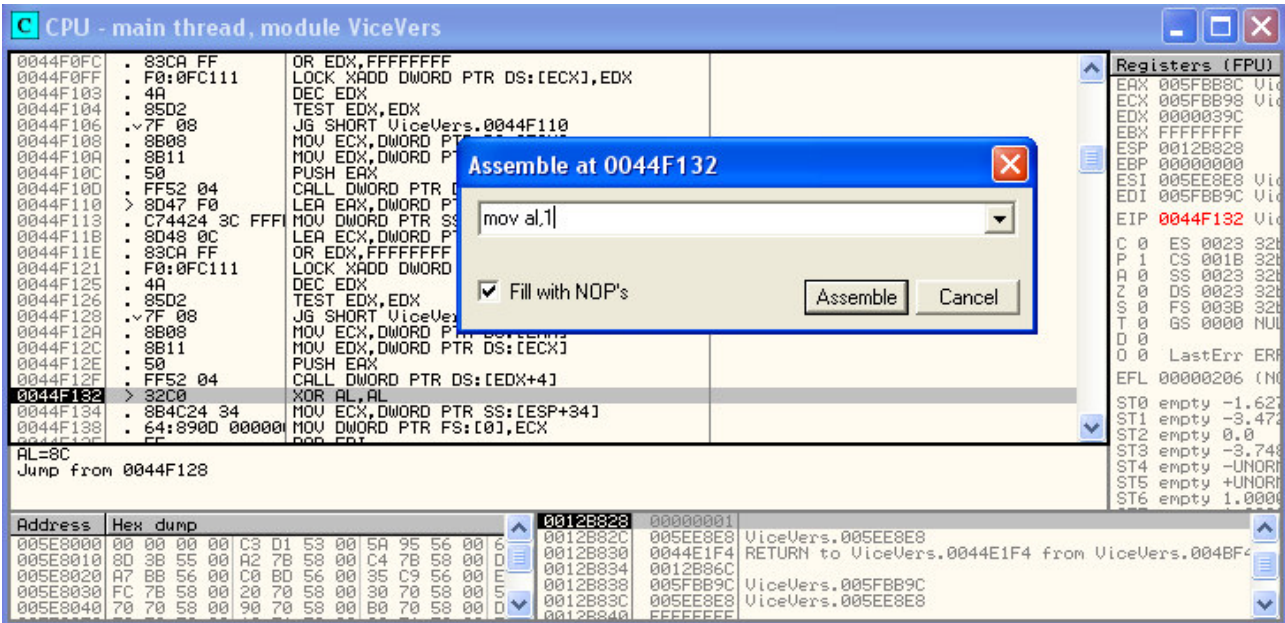 C CPU - main thread, module ViceVers
0044F0FC . 83CA FF OR EDX,FFFFFFFF
0044F0FF . F0:0FC111 LOCK XADD DWORD PTR DS:[ECX],EDX
0044F103 . 4A DEC EDX
0044F104 . 85D2 TEST EDX,EDX
0044F106 .v7F 08 JG SHORT ViceVers.0044F110
0044F108 . 8B08 MOV ECX,DWORD
0044F10A . 8B11 MOV EDX,DWORD
0044F10C . 50 PUSH EAX
0044F10D . FF52 04 CALL DWORD PTR
0044F110 > 8D47 F0 LEA EAX,DWORD
0044F113 . C74424 3C FFF MOV DWORD PTR
0044F11B . 8D48 0C LEA ECX,DWORD
0044F11E . 83CA FF OR EDX,FFFFFFFF
0044F121 . F0:0FC111 LOCK XADD DWORD
0044F125 . 4A DEC EDX
0044F126 . 85D2 TEST EDX,EDX
0044F128 .v7F 08 JG SHORT
0044F12A . 8B08 MOV ECX,DWORD
0044F12C . 8B11 MOV EDX,DWORD PTR DS:[ECX]
0044F12E . 50 PUSH EAX
0044F12F . FF52 04 CALL DWORD PTR DS:[EDX+4]
0044F132 > 32C0 XOR AL,AL
0044F134 . 8B4C24 34 MOV ECX,DWORD PTR SS:[ESP+34]
0044F138 . 64:890D 00000 MOV DWORD PTR FS:[0],ECX
Assemble at 0044F132
mov al,1
Fill with NOP's
Assemble Cancel
AL=8C
Jump from 0044F128
Registers (FPU)
EAX 005FBB8C
ECX 005FBB98
EDX 0000039C
EBX FFFFFFFF
ESP 0012B828
EBP 00000000
ESI 005EE8E8
EDI 005FBB9C
EIP 0044F132
C 0 ES 0023
P 1 CS 001B
A 0 SS 0023
Z 0 DS 0023
S 0 FS 003B
T 0 GS 0000
D 0
O 0 LastErr
EFL 00000206
ST0 empty
ST1 empty
ST2 empty 0.0
ST3 empty
ST4 empty
ST5 empty
ST6 empty
Address Hex dump
005E8000 00 00 00 00 C3 D1 53 00 5A 95 56 00
005E8010 8D 3B 55 00 A2 7B 58 00 C4 7B 58 00
005E8020 A7 BB 56 00 C0 BD 56 00 35 C9 56 00
005E8030 FC 7B 58 00 20 70 58 00 30 70 58 00
005E8040 70 70 58 00 90 70 58 00 B0 70 58 00
0012B828 00000001
0012B82C 005EE8E8 ViceVers.005EE8E8
0012B830 0044E1F4 RETURN to ViceVers.0044E1F4 from ViceVers.004BF4
0012B834 0012B86C
0012B838 005FBB9C ViceVers.005FBB9C
0012B83C 005EE8E8 ViceVers.005EE8E8
0012B840 FFFFFFFF